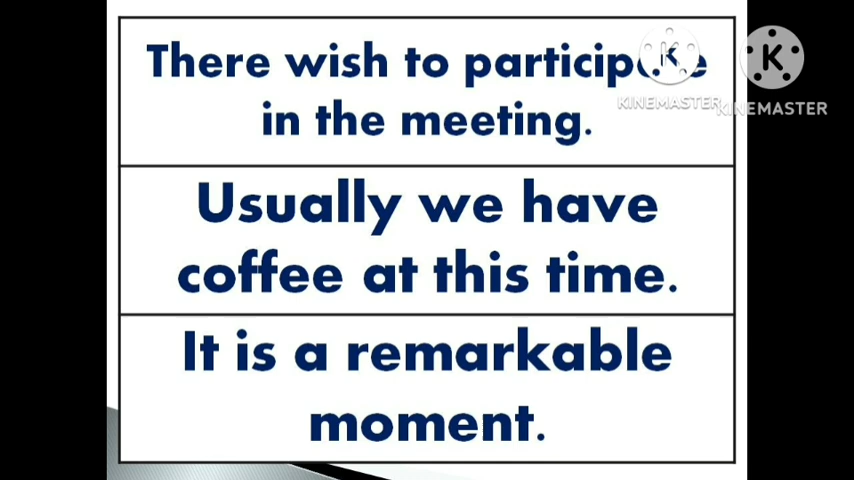 There wish to participate
in the meeting.
Usually we have
coffee at this time.
It is a remarkable
moment.
KINEMASTER
KINEMASTER